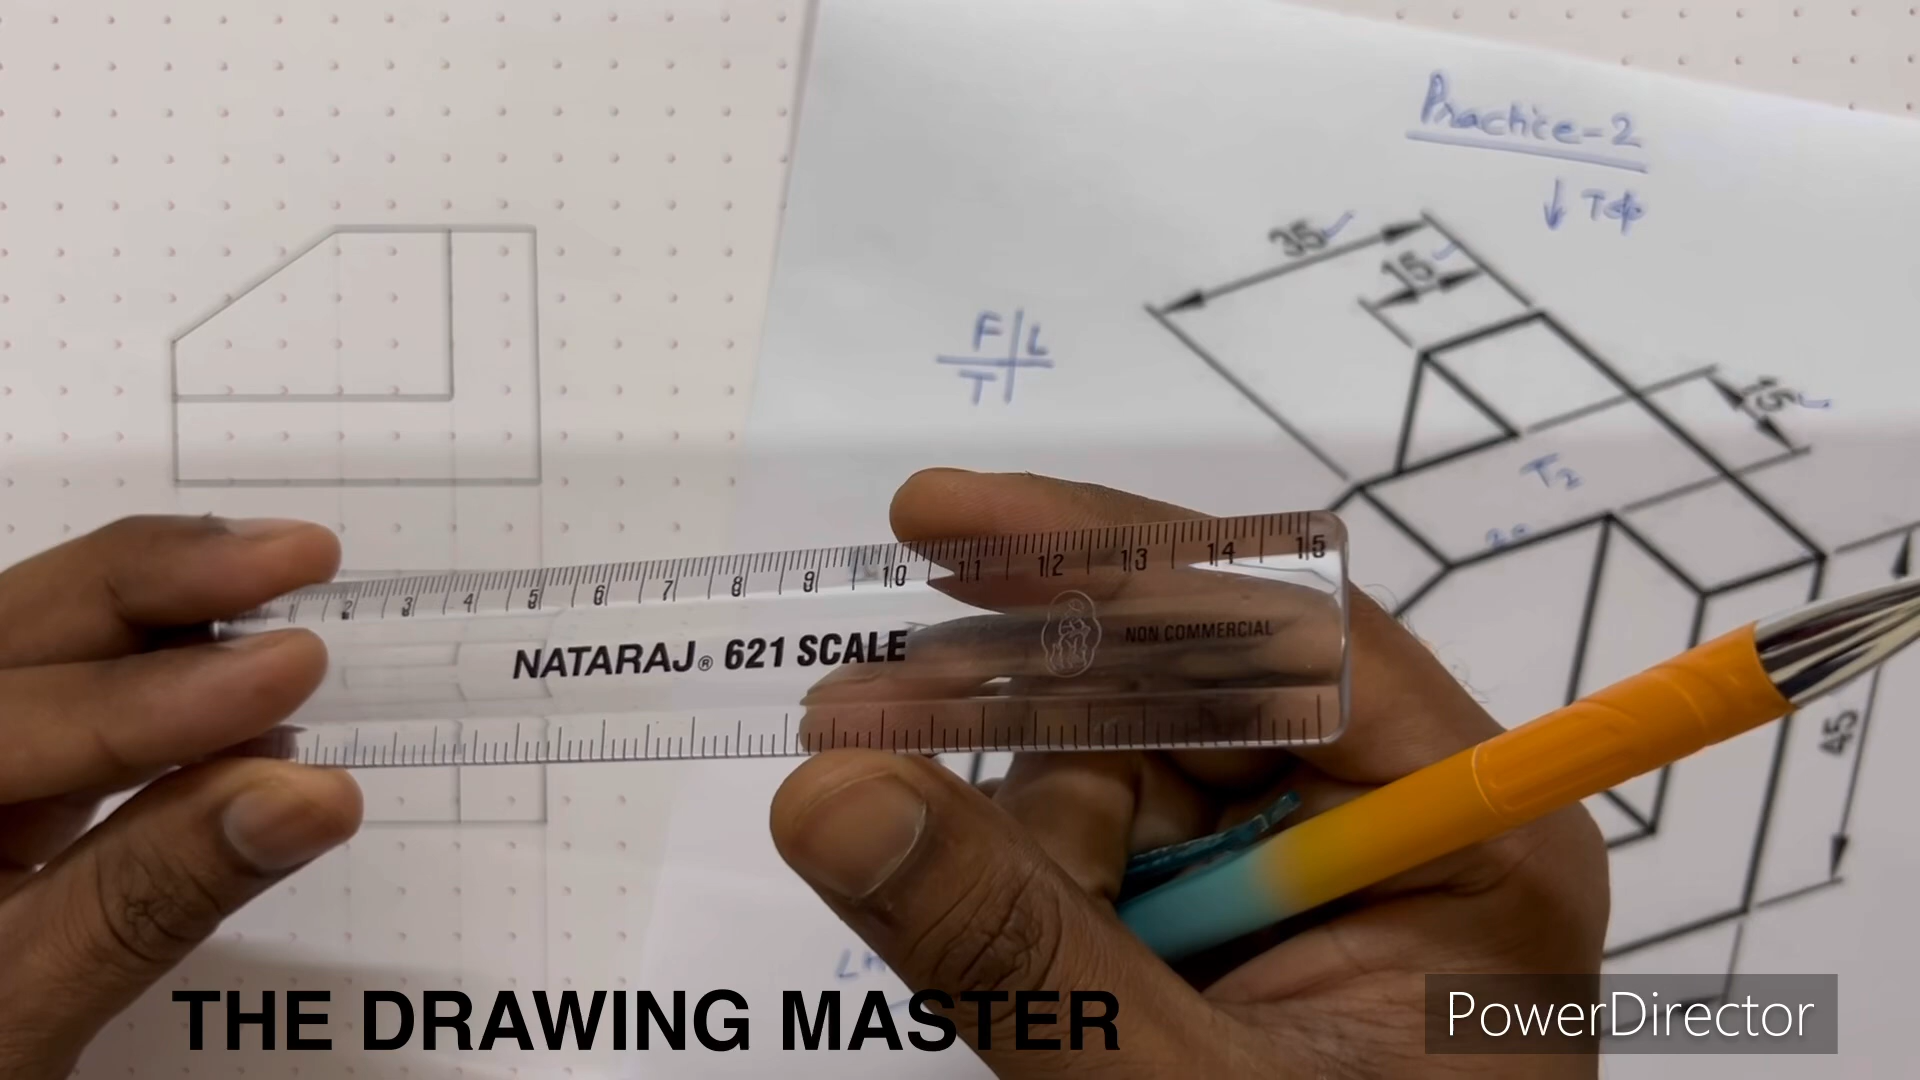 Practice-2
↓ Top
35
15
F L
T
15
T2
20
1 2 3 4 5 6 7 8 9 10 11 12 13 14 15
NATARAJ® 621 SCALE
NON COMMERCIAL
45
THE DRAWING MASTER
PowerDirector